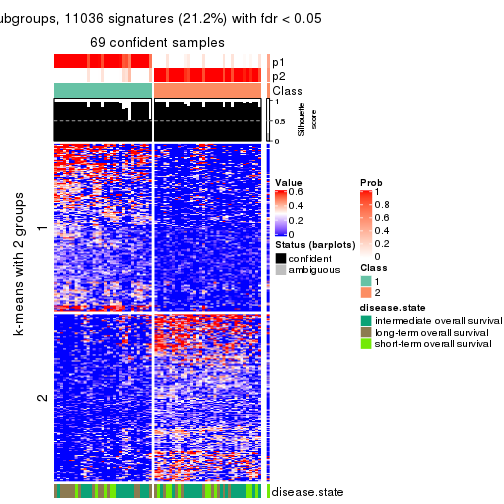 ubgroups, 11036 signatures (21.2%) with fdr < 0.05
69 confident samples
p1
p2
Class
1
0.5
0
Silhouette
score
k-means with 2 groups
1
2
Value
0.6
0.4
0.2
0
Status (barplots)
confident
ambiguous
Prob
1
0.8
0.6
0.4
0.2
0
Class
1
2
disease.state
intermediate overall survival
long-term overall survival
short-term overall survival
disease.state